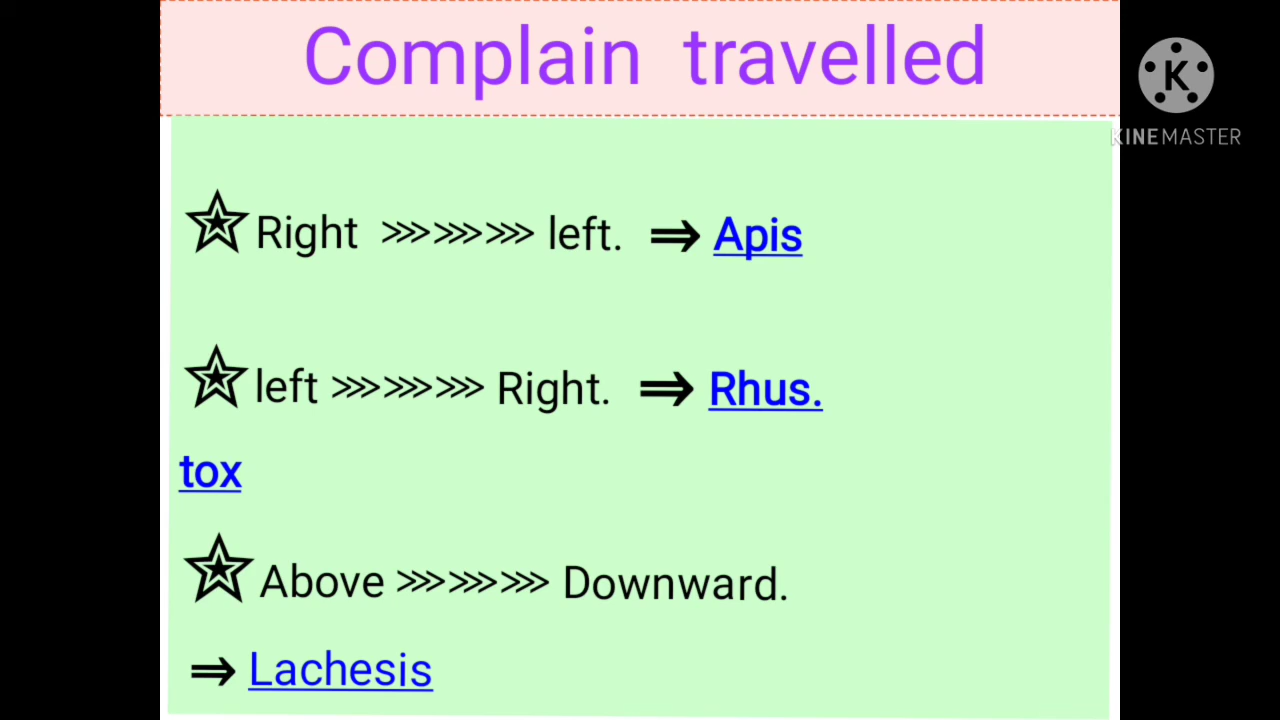 Complain travelled
KINEMASTER
☆Right ⋙⋙⋙ left. ⇒ Apis
☆left ⋙⋙⋙ Right. ⇒ Rhus.
tox
☆Above ⋙⋙⋙ Downward.
⇒ Lachesis